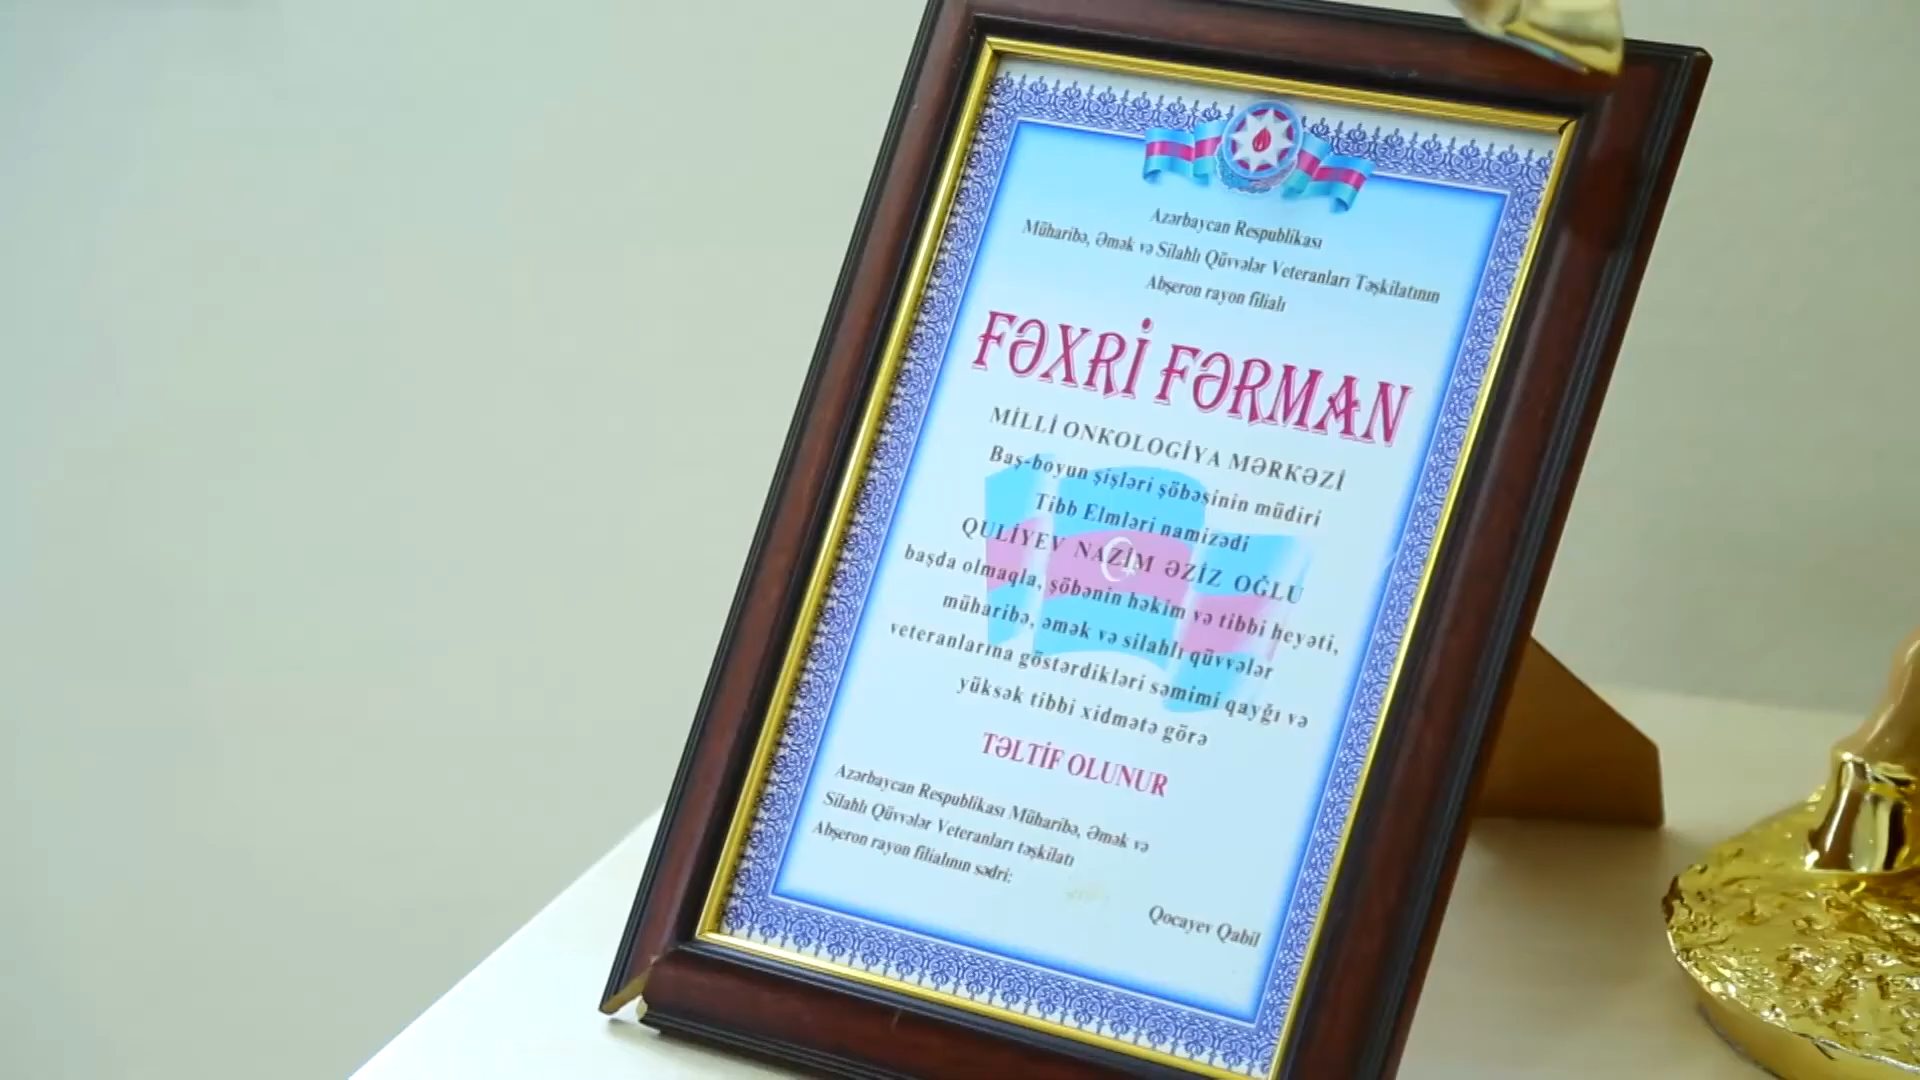 Azərbaycan Respublikası
Müharibə, Əmək və Silahlı Qüvvələr Veteranları Təşkilatının
Abşeron rayon filialı
FƏXRİ FƏRMAN
MİLLİ ONKOLOGİYA MƏRKƏZİ
Baş-boyun şişləri şöbəsinin müdiri
Tibb Elmləri namizədi
QULİYEV NAZİM ƏZİZ OĞLU
başda olmaqla, şöbənin həkim və tibbi heyəti,
müharibə, əmək və silahlı qüvvələr
veteranlarına göstərdikləri səmimi qayğı və
yüksək tibbi xidmətə görə
TƏLTİF OLUNUR
Azərbaycan Respublikası Müharibə, Əmək və
Silahlı Qüvvələr Veteranları təşkilatı
Abşeron rayon filialının sədri:
Qocayev Qabil